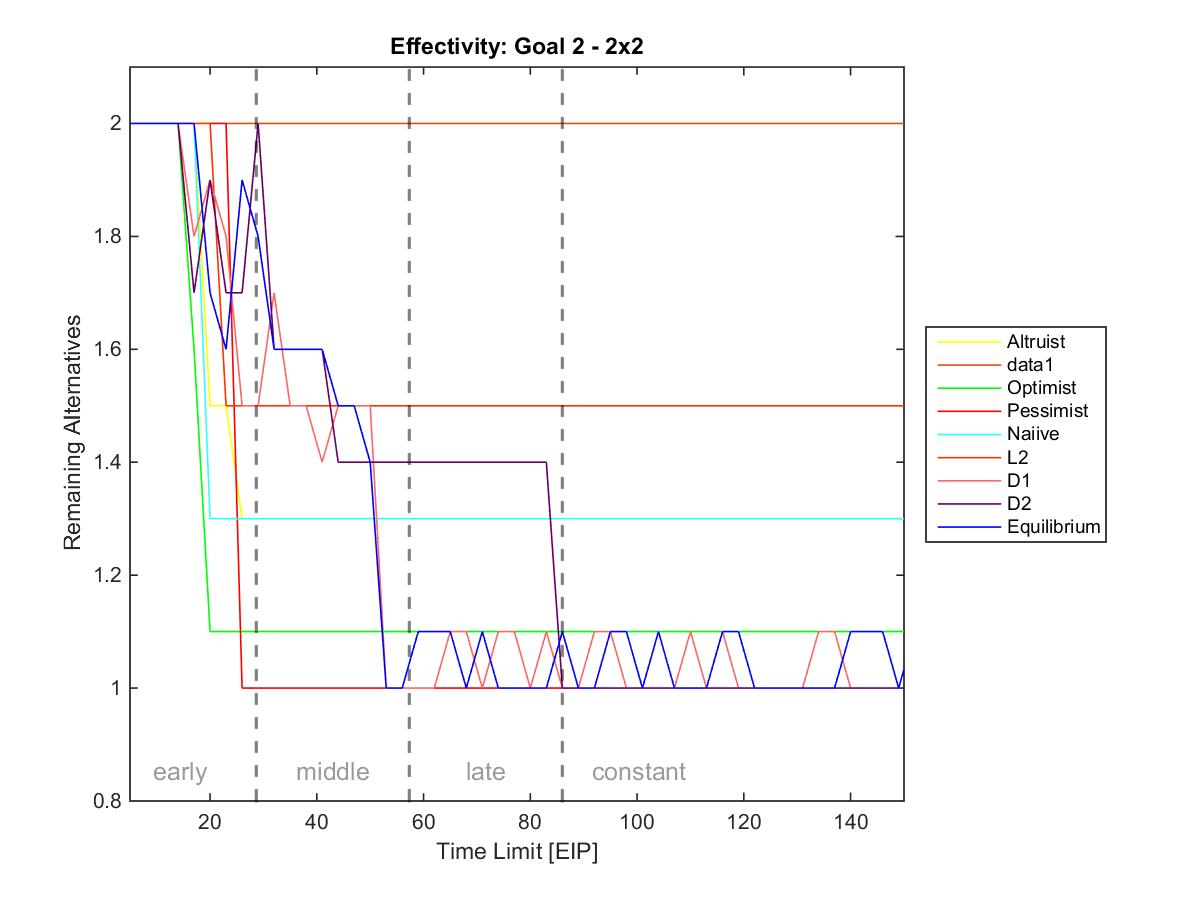 Effectivity: Goal 2 - 2x2
Remaining Alternatives
2
1.8
1.6
1.4
1.2
1
0.8
early
middle
late
constant
20
40
60
80
100
120
140
Time Limit [EIP]
Altruist
data1
Optimist
Pessimist
Naiive
L2
D1
D2
Equilibrium